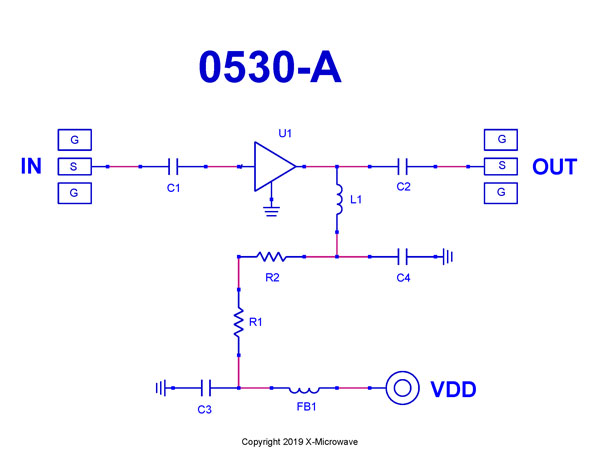 0530-A
U1
G
G
IN
S
S
OUT
G
G
C1
C2
L1
R2
C4
R1
C3
FB1
VDD
Copyright 2019 X-Microwave